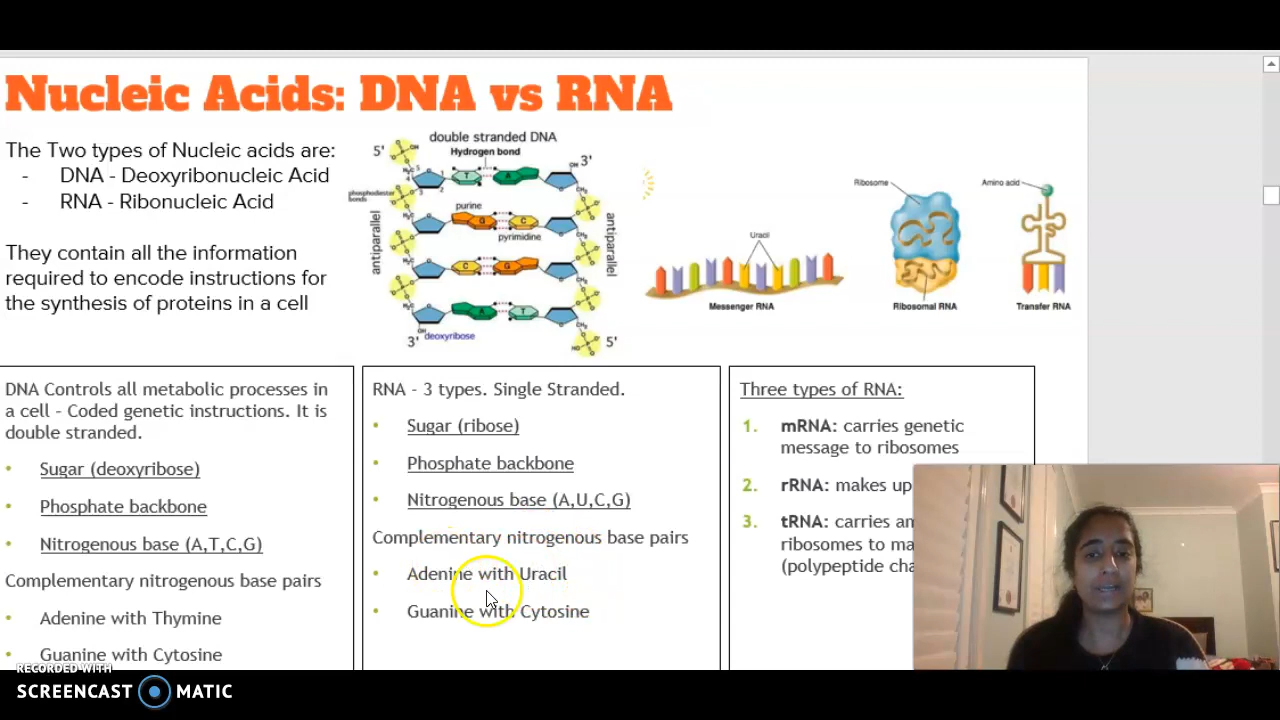 Nucleic Acids: DNA vs RNA
The Two types of Nucleic acids are:
- DNA - Deoxyribonucleic Acid
- RNA - Ribonucleic Acid
They contain all the information
required to encode instructions for
the synthesis of proteins in a cell
double stranded DNA
Hydrogen bond
5'
3'
T
A
phosphodiester
bonds
purine
G
C
pyrimidine
antiparallel
antiparallel
C
G
A
T
deoxyribose
3'
5'
Uracil
Messenger RNA
Ribosome
Ribosomal RNA
Amino acid
Transfer RNA
DNA Controls all metabolic processes in
a cell - Coded genetic instructions. It is
double stranded.
• Sugar (deoxyribose)
• Phosphate backbone
• Nitrogenous base (A,T,C,G)
Complementary nitrogenous base pairs
• Adenine with Thymine
• Guanine with Cytosine
RNA - 3 types. Single Stranded.
• Sugar (ribose)
• Phosphate backbone
• Nitrogenous base (A,U,C,G)
Complementary nitrogenous base pairs
• Adenine with Uracil
• Guanine with Cytosine
Three types of RNA:
1. mRNA: carries genetic
message to ribosomes
2. rRNA: makes up
3. tRNA: carries
ribosomes to
(polypeptide
RECORDED WITH
SCREENCAST MATIC